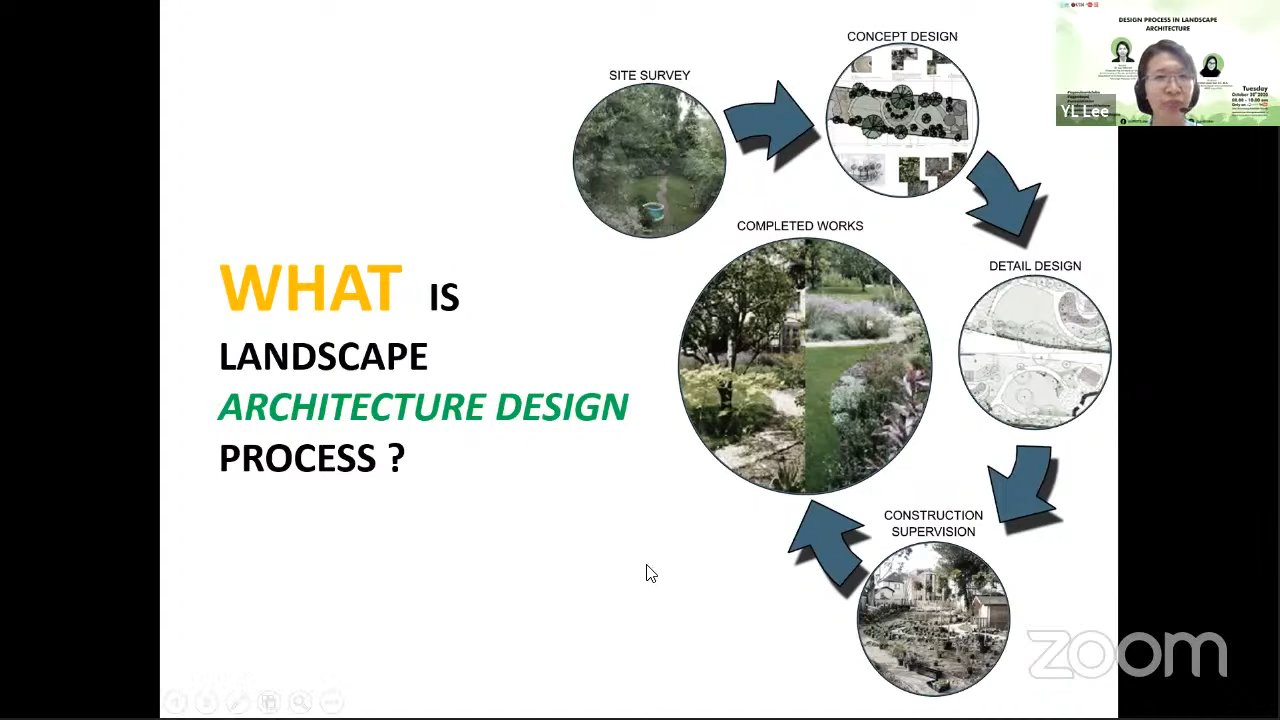 WHAT IS
LANDSCAPE
ARCHITECTURE DESIGN
PROCESS ?
SITE SURVEY
CONCEPT DESIGN
COMPLETED WORKS
DETAIL DESIGN
CONSTRUCTION
SUPERVISION
DESIGN PROCESS IN LANDSCAPE
ARCHITECTURE
Tuesday
YL Lee
zoom